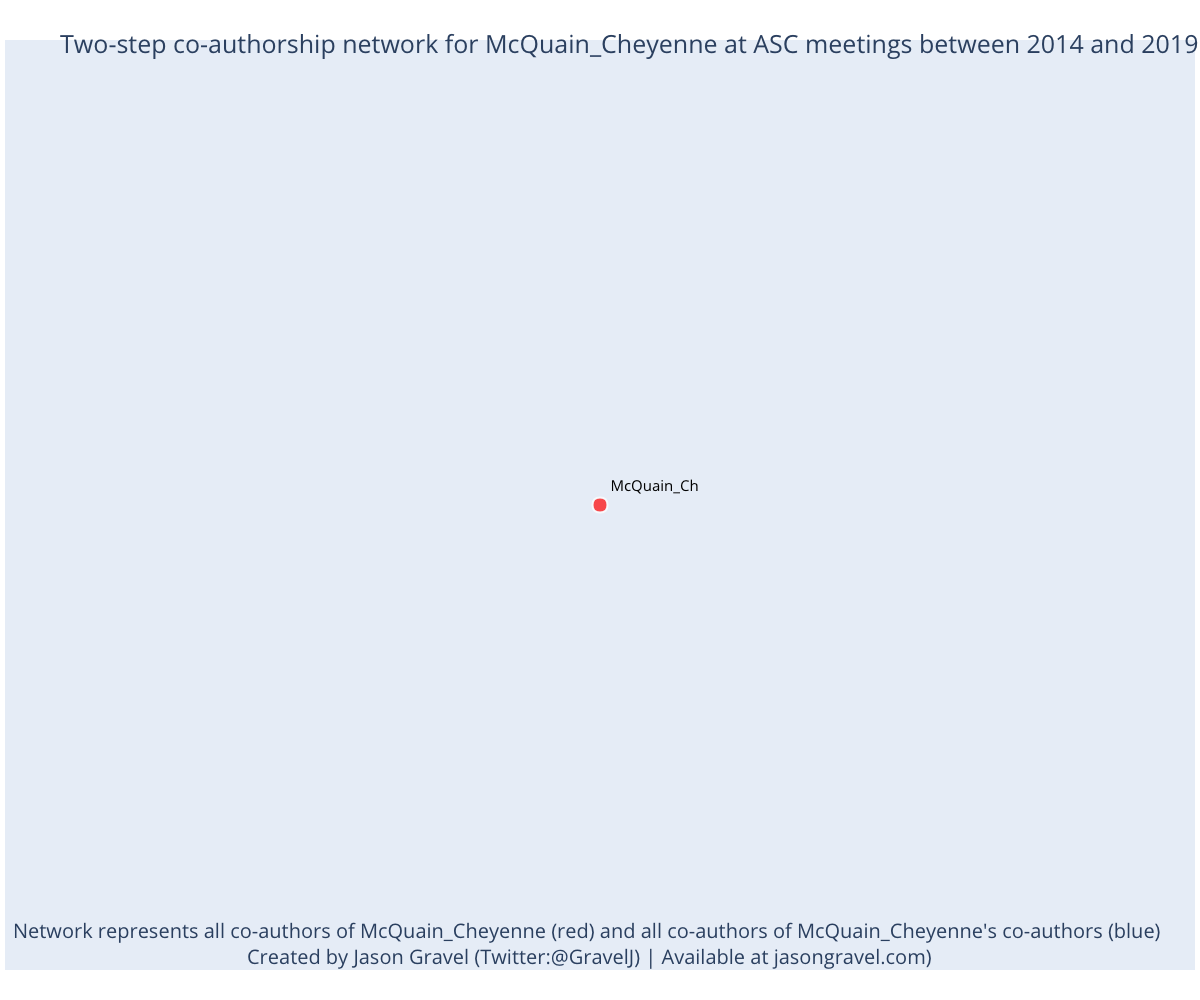 Two-step co-authorship network for McQuain_Cheyenne at ASC meetings between 2014 and 2019
McQuain_Ch
Network represents all co-authors of McQuain_Cheyenne (red) and all co-authors of McQuain_Cheyenne's co-authors (blue)
Created by Jason Gravel (Twitter:@GravelJ) | Available at jasongravel.com)